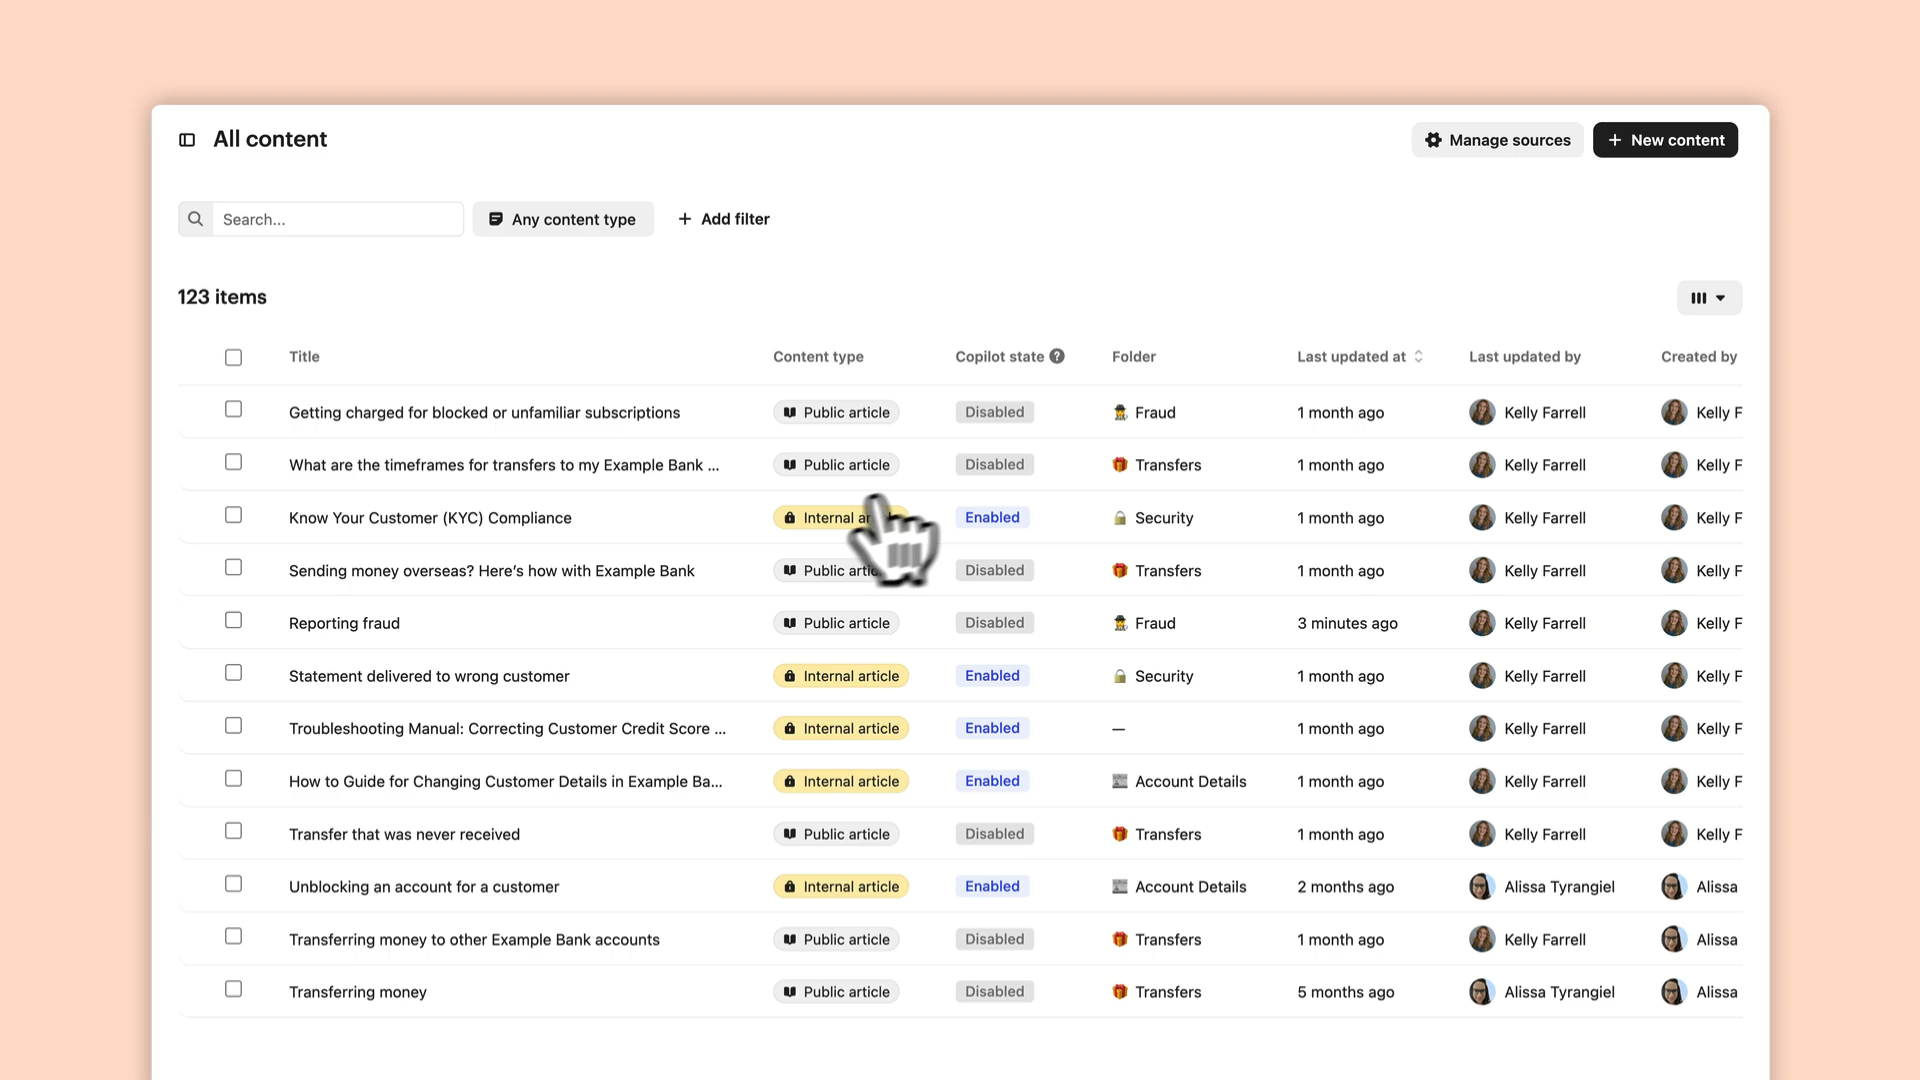 All content
Manage sources
New content
Search...
Any content type
Add filter
123 items
Title Content type Copilot state ? Folder Last updated at Last updated by Created by
Getting charged for blocked or unfamiliar subscriptions Public article Disabled Fraud 1 month ago Kelly Farrell Kelly F
What are the timeframes for transfers to my Example Bank ... Public article Disabled Transfers 1 month ago Kelly Farrell Kelly F
Know Your Customer (KYC) Compliance Internal Enabled Security 1 month ago Kelly Farrell Kelly F
Sending money overseas? Here’s how with Example Bank Public Disabled Transfers 1 month ago Kelly Farrell Kelly F
Reporting fraud Public article Disabled Fraud 3 minutes ago Kelly Farrell Kelly F
Statement delivered to wrong customer Internal article Enabled Security 1 month ago Kelly Farrell Kelly F
Troubleshooting Manual: Correcting Customer Credit Score ... Internal article Enabled — 1 month ago Kelly Farrell Kelly F
How to Guide for Changing Customer Details in Example Ba... Internal article Enabled Account Details 1 month ago Kelly Farrell Kelly F
Transfer that was never received Public article Disabled Transfers 1 month ago Kelly Farrell Kelly F
Unblocking an account for a customer Internal article Enabled Account Details 2 months ago Alissa Tyrangiel Alissa
Transferring money to other Example Bank accounts Public article Disabled Transfers 1 month ago Kelly Farrell Alissa
Transferring money Public article Disabled Transfers 5 months ago Alissa Tyrangiel Alissa